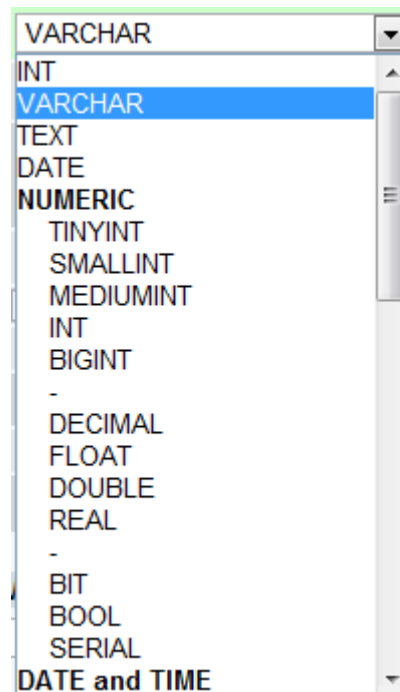 VARCHAR
INT
VARCHAR
TEXT
DATE
NUMERIC
TINYINT
SMALLINT
MEDIUMINT
INT
BIGINT
-
DECIMAL
FLOAT
DOUBLE
REAL
-
BIT
BOOL
SERIAL
DATE and TIME